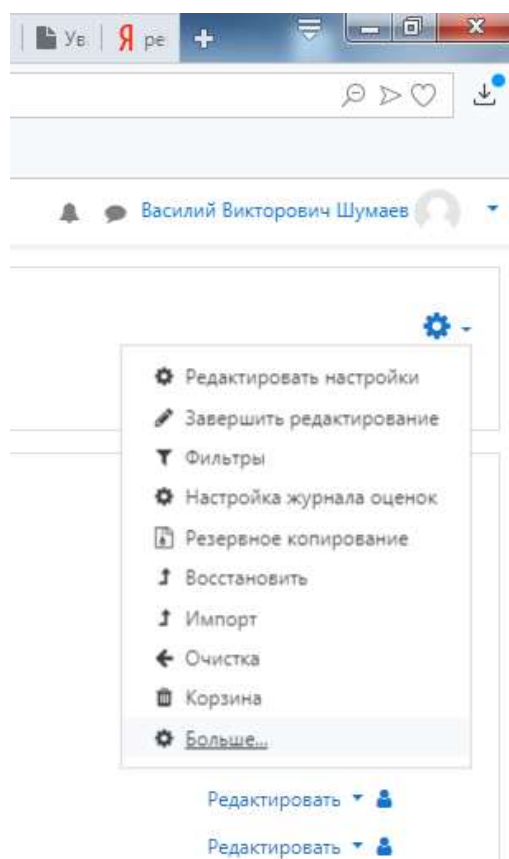 Ув Я ре
Василий Викторович Шумаев
Редактировать настройки
Завершить редактирование
Фильтры
Настройка журнала оценок
Резервное копирование
Восстановить
Импорт
Очистка
Корзина
Больше...
Редактировать
Редактировать